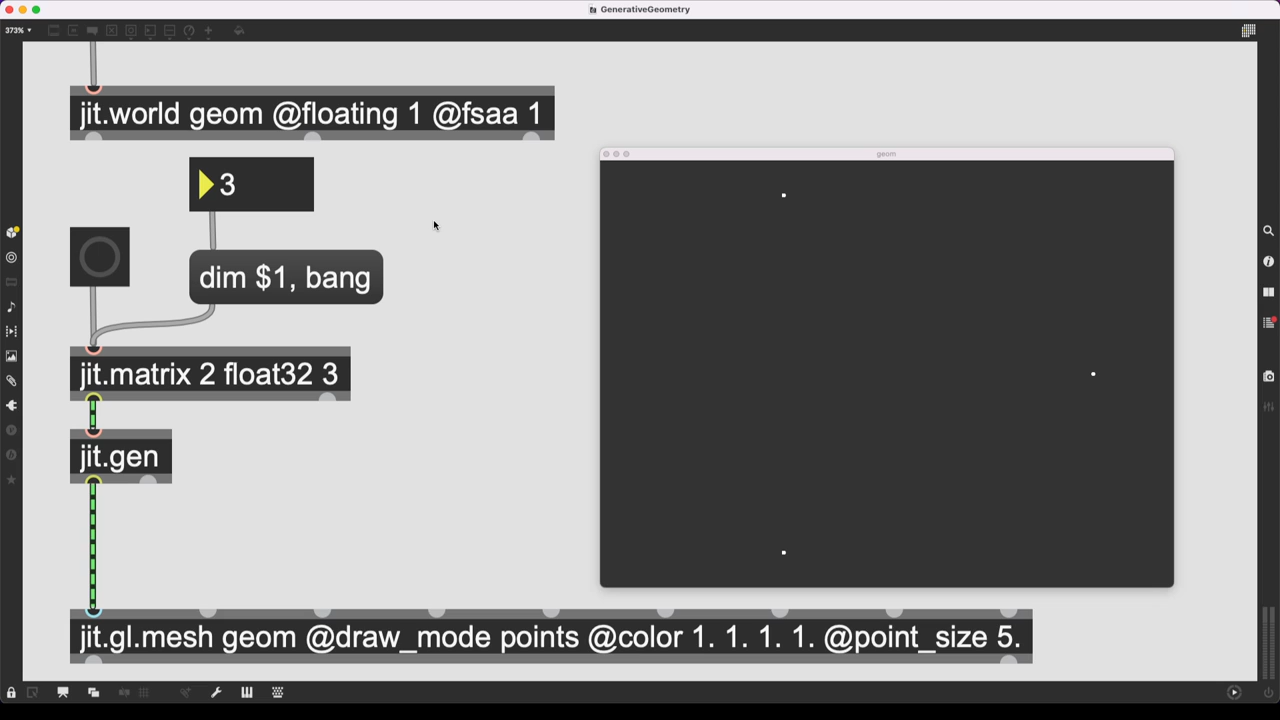 GenerativeGeometry
373%
jit.world geom @floating 1 @fsaa 1
geom
3
dim $1, bang
jit.matrix 2 float32 3
jit.gen
jit.gl.mesh geom @draw_mode points @color 1. 1. 1. 1. @point_size 5.